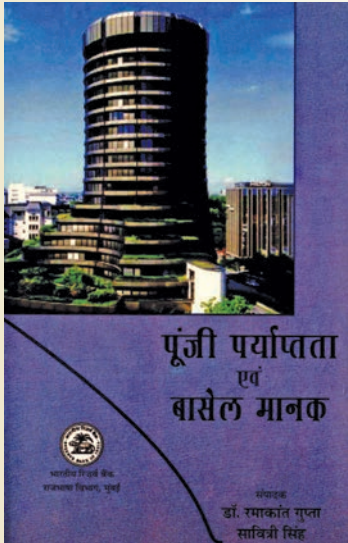 पूंजी पर्याप्तता
एवं
बासेल मानक
भारतीय रिज़र्व बैंक
राजभाषा विभाग, मुंबई
संपादक
डॉ. रमाकांत गुप्ता
सावित्री सिंह